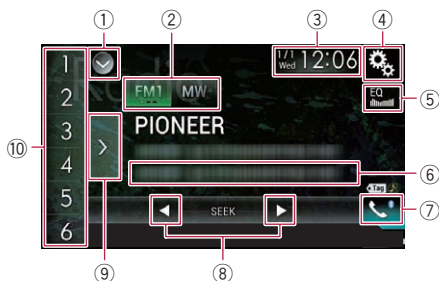 ① ② ③ ④
1 1/1 Wed 12:06
2 FM1 MW EQ ⑤
3 PIONEER
⑩ 4
5 ⑥
6 SEEK Tag ⑦
⑨ ⑧